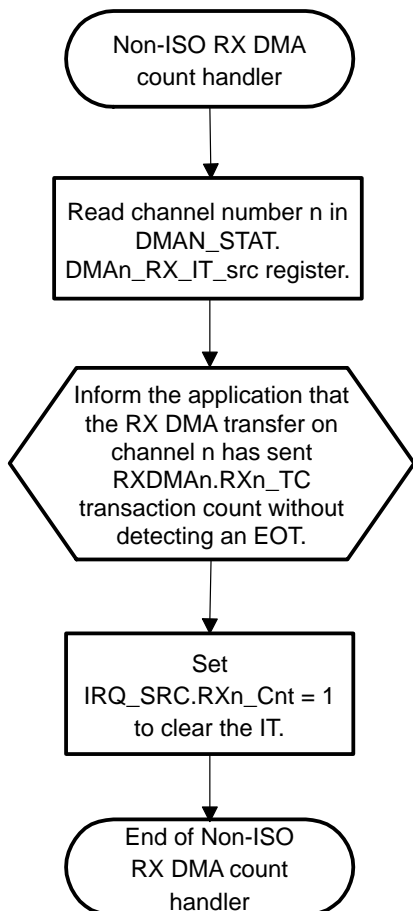 Non-ISO RX DMA
count handler
Read channel number n in
DMAN_STAT.
DMAn_RX_IT_src register.
Inform the application that
the RX DMA transfer on
channel n has sent
RXDMAn.RXn_TC
transaction count without
detecting an EOT.
Set
IRQ_SRC.RXn_Cnt = 1
to clear the IT.
End of Non-ISO
RX DMA count
handler